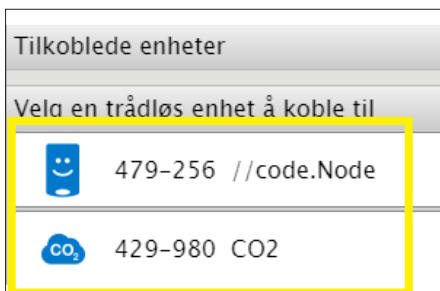 Tilkoblede enheter
Velg en trådløs enhet å koble til
479-256 //code.Node
CO2 429-980 CO2